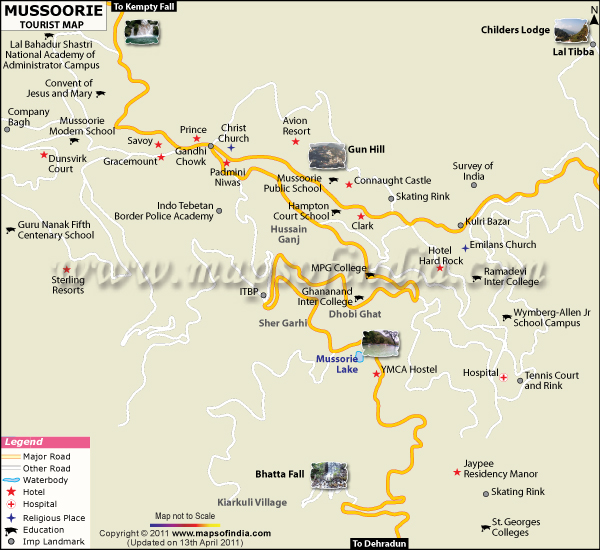 MUSSOORIE
TOURIST MAP
To Kempty Fall
N
Childers Lodge
Lal Tibba
Lal Bahadur Shastri
National Academy of
Administrator Campus
Convent of
Jesus and Mary
Company
Bagh
Mussoorie
Modern School
Savoy
Prince
Christ
Church
Avion
Resort
Gun Hill
Dunsvirk
Court
Gracemount
Gandhi
Chowk
Padmini
Niwas
Mussoorie
Public School
Connaught Castle
Survey of
India
Skating Rink
Indo Tebetan
Border Police Academy
Hampton
Court School
Clark
Kulri Bazar
Guru Nanak Fifth
Centenary School
Hussain
Ganj
Hotel
Hard Rock
Emilans Church
www.mapsofindia.com
Sterling
Resorts
MPG College
Ramadevi
Inter College
ITBP
Ghananand
Inter College
Dhobi Ghat
Sher Garhi
Wymberg-Allen Jr
School Campus
Mussorie
Lake
YMCA Hostel
Hospital
Tennis Court
and Rink
Legend
Major Road
Other Road
Waterbody
Hotel
Hospital
Religious Place
Education
Imp Landmark
Bhatta Fall
Kiarkuli Village
Jaypee
Residency Manor
Skating Rink
St. Georges
Colleges
Map not to Scale
Copyright © 2011 www.mapsofindia.com
(Updated on 13th April 2011)
To Dehradun